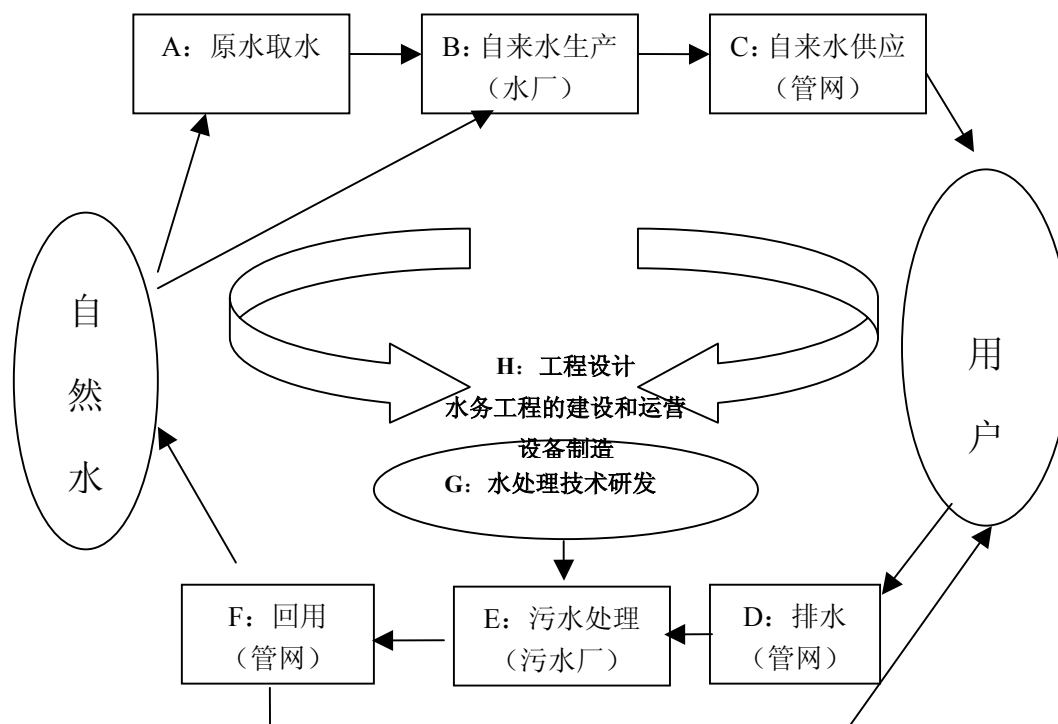 A：原水取水
B：自来水生产
（水厂）
C：自来水供应
（管网）
自
然
水
用
户
H：工程设计
水务工程的建设和运营
设备制造
G：水处理技术研发
F：回用
（管网）
E：污水处理
（污水厂）
D：排水
（管网）